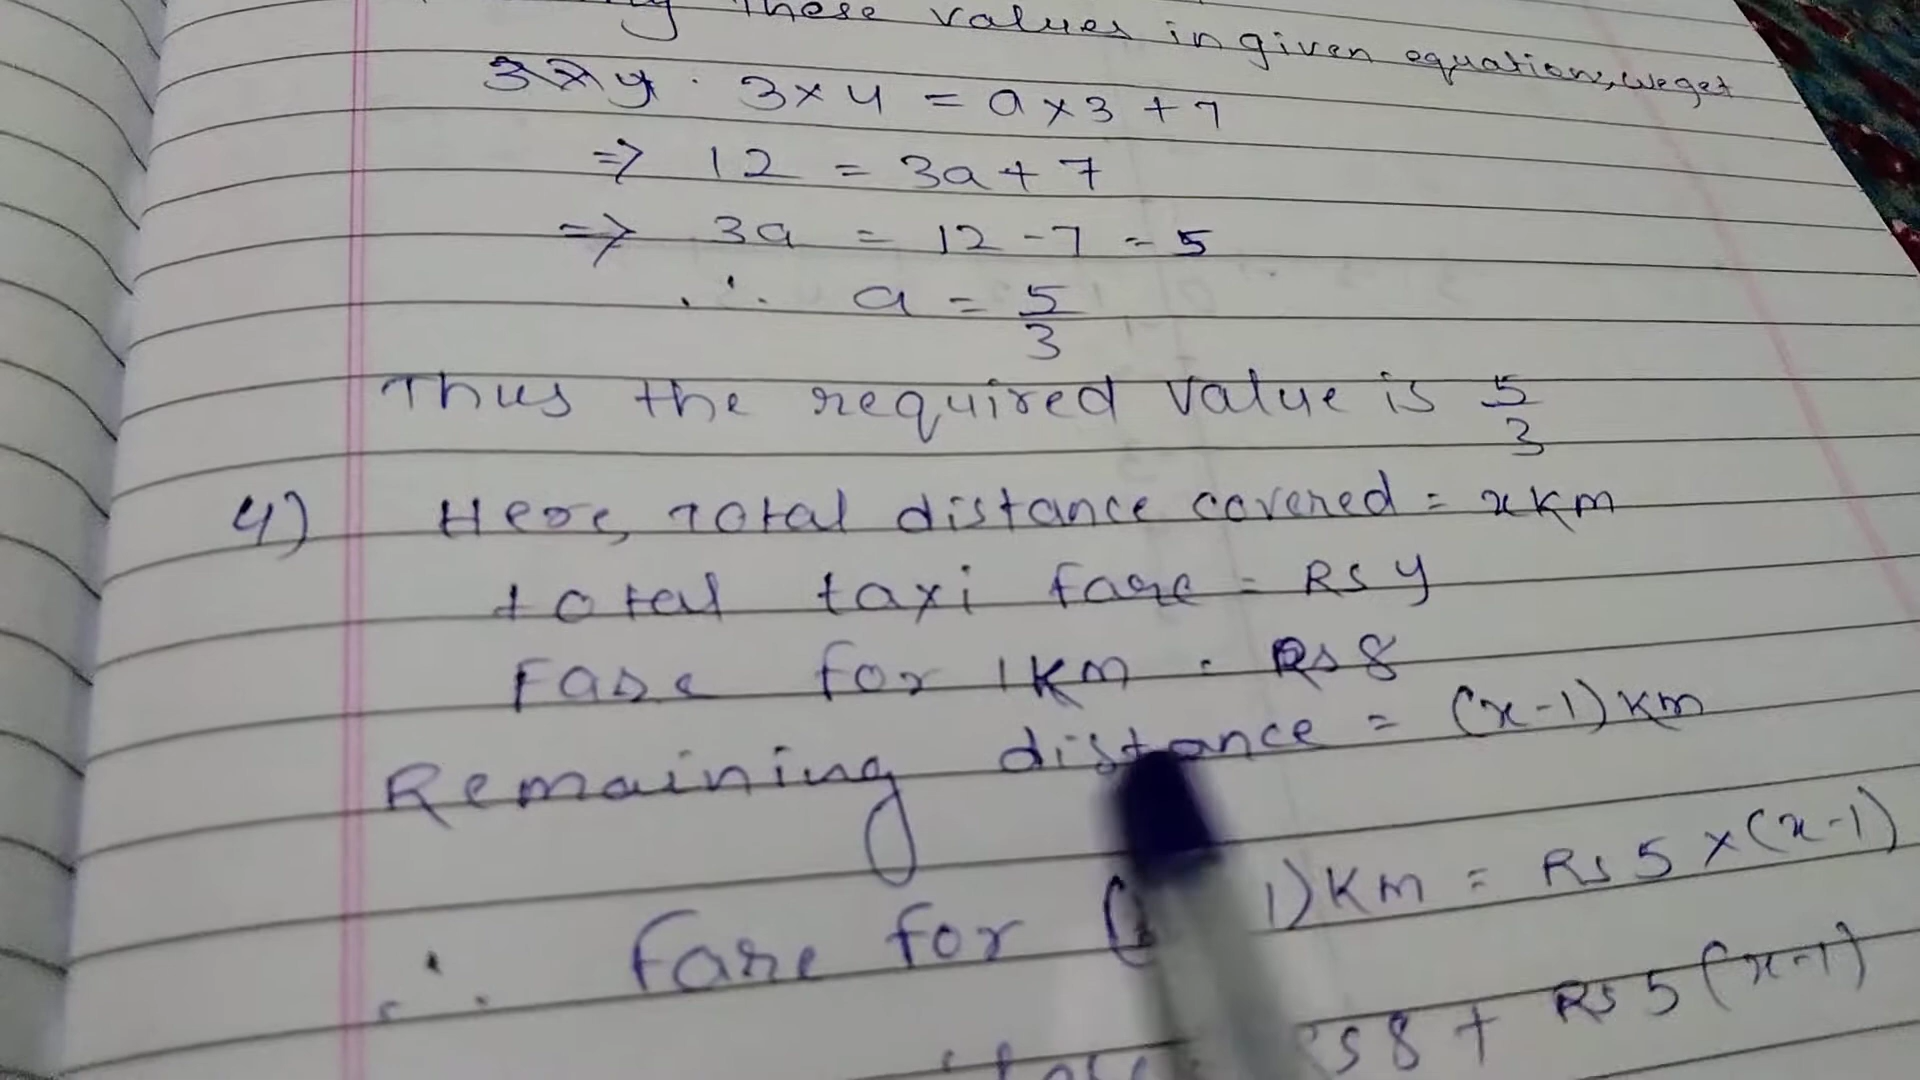 These values in given equation, we get
3 × 4 = a × 3 + 7
⇒ 12 = 3a + 7
⇒ 3a = 12 - 7 = 5
∴ a = 5/3
Thus the required value is 5/3
4) Here, Total distance covered = x km
total taxi fare = Rs y
Fare for 1 km = Rs 8
Remaining distance = (x-1) km
∴ Fare for ( 1) km = Rs 5 × (x-1)
Rs 8 + Rs 5 (x-1)